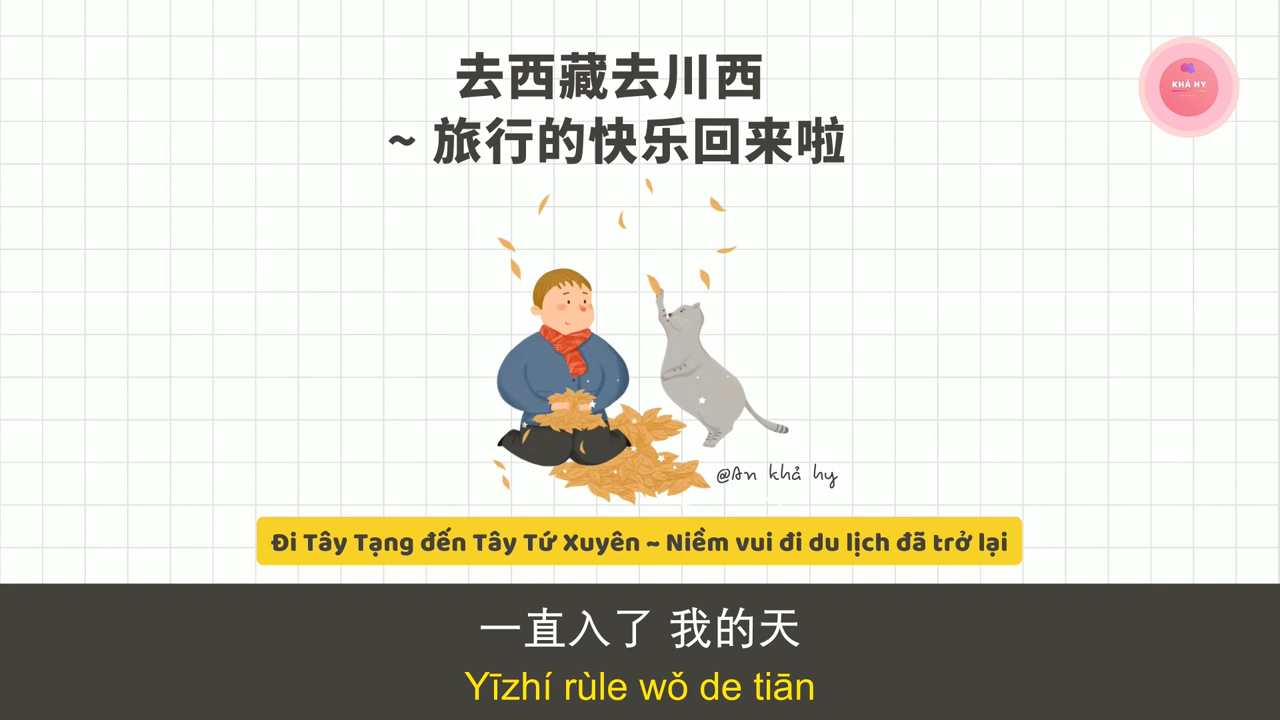 去西藏去川西
~ 旅行的快乐回来啦
KHẢ HY
@An khả hy
Đi Tây Tạng đến Tây Tứ Xuyên ~ Niềm vui đi du lịch đã trở lại
一直入了 我的天
Yīzhí rùle wǒ de tiān